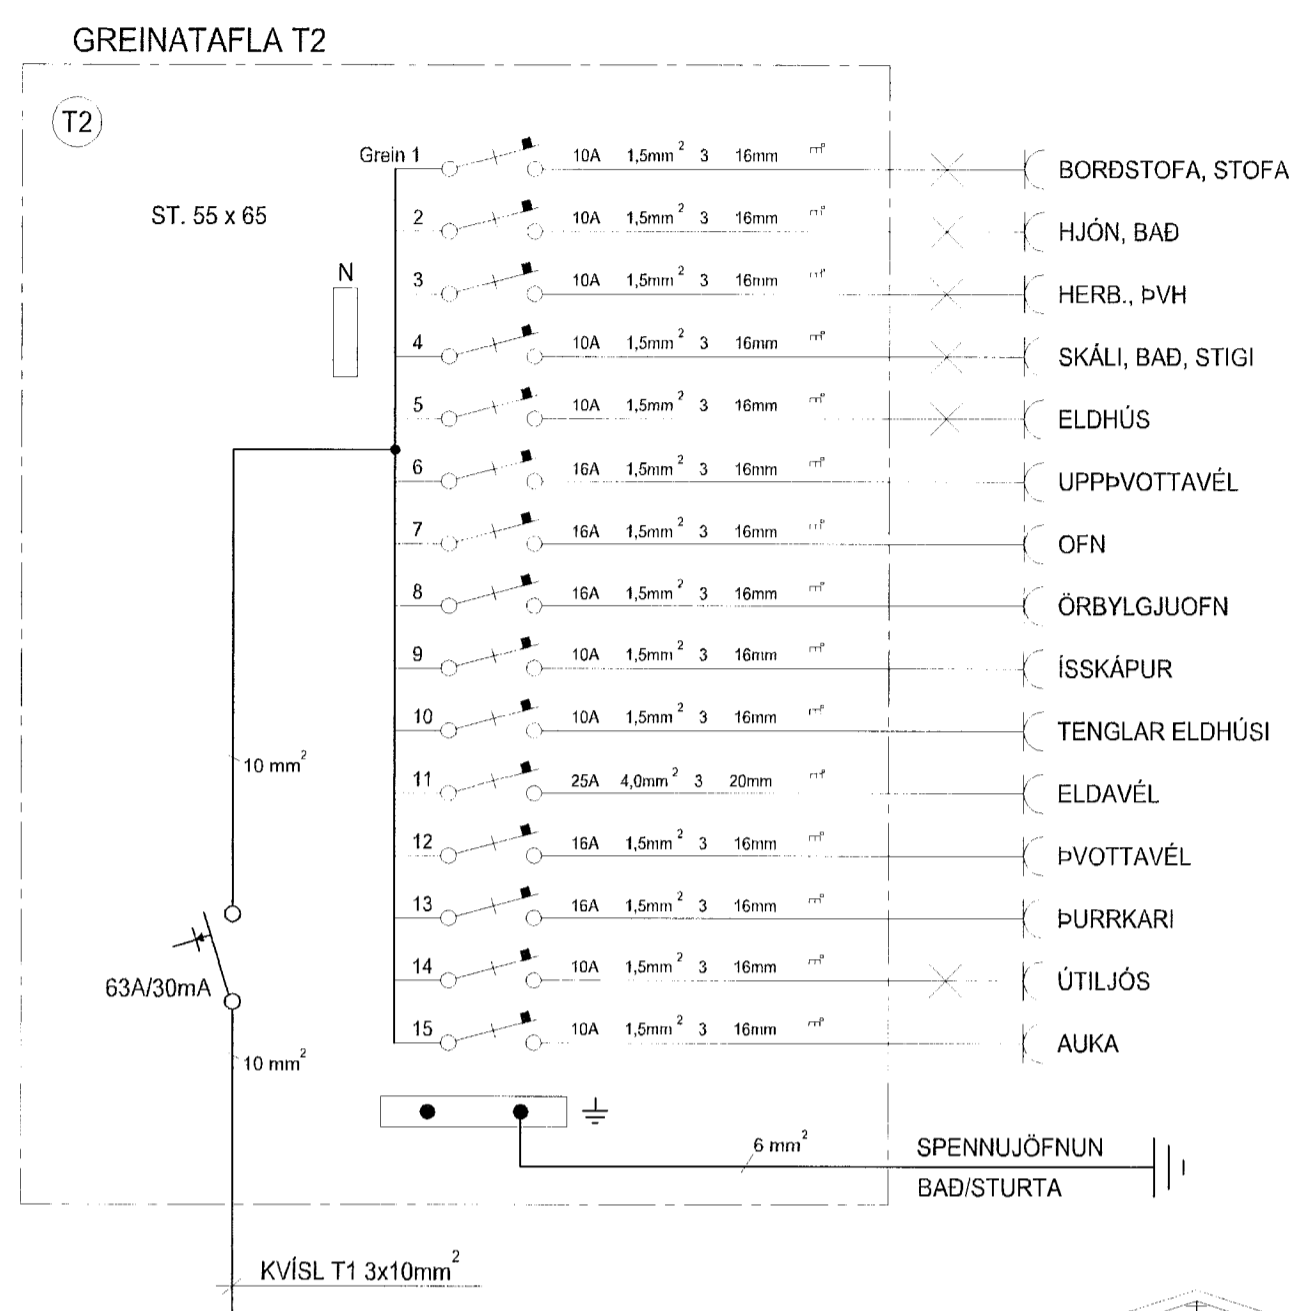 GREINATAFLA T2
T2
ST. 55 x 65
N
Grein 1 10A 1,5mm² 3 16mm BORÐSTOFA, STOFA
2 10A 1,5mm² 3 16mm HJÓN, BAÐ
3 10A 1,5mm² 3 16mm HERB., ÞVH
4 10A 1,5mm² 3 16mm SKÁLI, BAÐ, STIGI
5 10A 1,5mm² 3 16mm ELDHÚS
6 16A 1,5mm² 3 16mm UPPÞVOTTAVÉL
7 16A 1,5mm² 3 16mm OFN
8 16A 1,5mm² 3 16mm ÖRBYLGJUOFN
9 10A 1,5mm² 3 16mm ÍSSKÁPUR
10 10A 1,5mm² 3 16mm TENGLAR ELDHÚSI
11 25A 4,0mm² 3 20mm ELDAVÉL
12 16A 1,5mm² 3 16mm ÞVOTTAVÉL
13 16A 1,5mm² 3 16mm ÞURRKARI
14 10A 1,5mm² 3 16mm ÚTILJÓS
15 10A 1,5mm² 3 16mm AUKA
10 mm²
63A/30mA
10 mm²
6 mm²
SPENNUJÖFNUN
BAÐ/STURTA
KVÍSL T1 3x10mm²